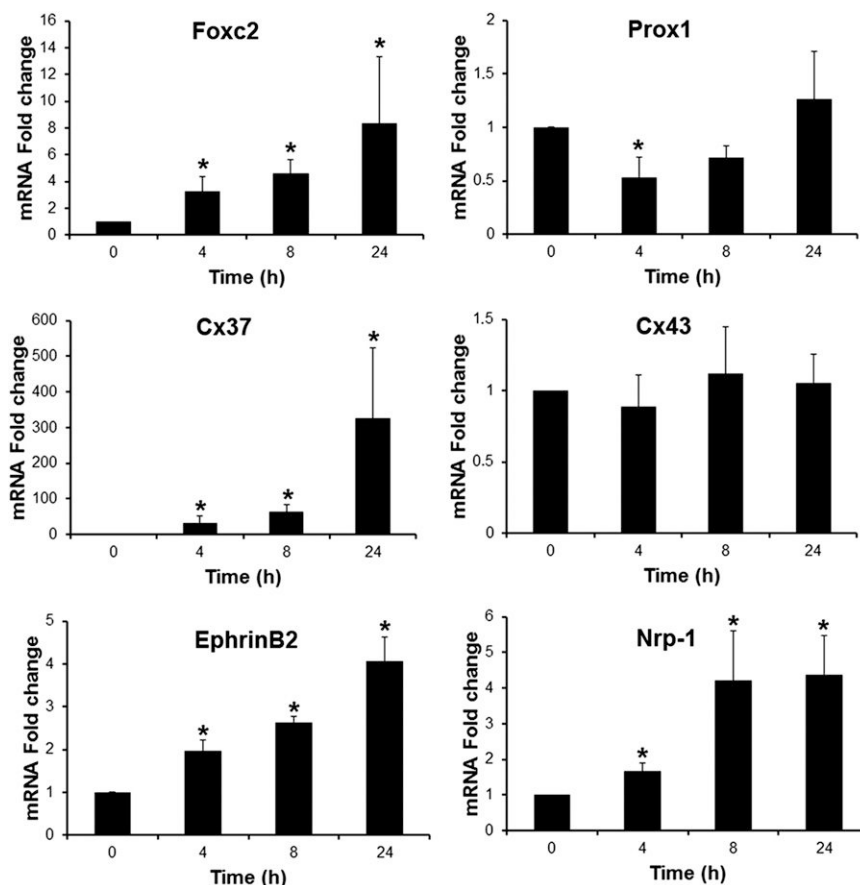 Foxc2
mRNA Fold change
16
14
12
10
8
6
4
2
0
*
*
*
0 4 8 24
Time (h)
Prox1
mRNA Fold change
2
1.5
1
0.5
0
*
0 4 8 24
Time (h)
Cx37
mRNA Fold change
600
500
400
300
200
100
0
*
*
*
0 4 8 24
Time (h)
Cx43
mRNA Fold change
1.5
1
0.5
0
0 4 8 24
Time (h)
EphrinB2
mRNA Fold change
5
4
3
2
1
0
*
*
*
0 4 8 24
Time (h)
Nrp-1
mRNA Fold change
6
5
4
3
2
1
0
*
*
*
0 4 8 24
Time (h)